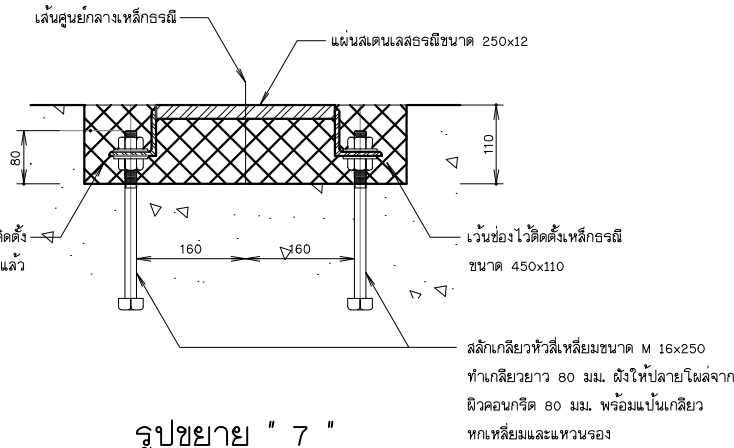 เส้นศูนย์กลางเหล็กธรณี
แผ่นสเตนเลสธรณีขนาด 250x12
80
110
160
160
ติดตั้ง
แล้ว
เว้นช่องไว้ติดตั้งเหล็กธรณี
ขนาด 450x110
สลักเกลียวหัวสี่เหลี่ยมขนาด M 16x250
ทำเกลียวยาว 80 มม. ฝังให้ปลายโผล่จาก
ผิวคอนกรีต 80 มม. พร้อมแป้นเกลียว
หกเหลี่ยมและแหวนรอง
รูปขยาย " 7 "